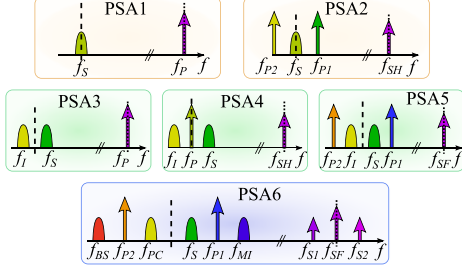 PSA1
f_S // f_P f
PSA2
f_P2 f_S f_P1 // f_SH f
PSA3
f_I f_S // f_P f
PSA4
f_I f_P f_S // f_SH f
PSA5
f_P2 f_I f_S f_P1 // f_SF f
PSA6
f_BS f_P2 f_PC f_S f_P1 f_MI // f_S1 f_SF f_S2 f